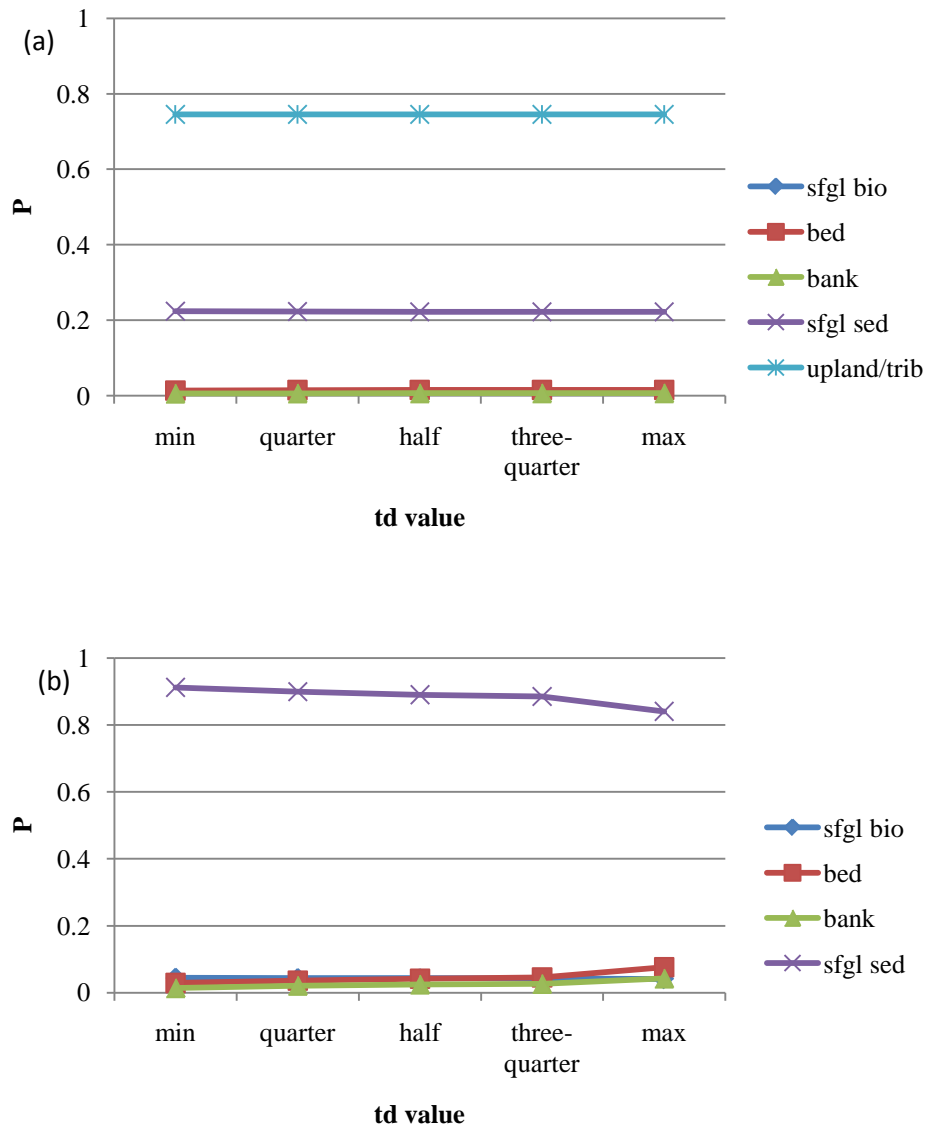 (a)
1
0.8
0.6
0.4
0.2
0
P
min quarter half three-
quarter max
td value
sfgl bio
bed
bank
sfgl sed
upland/trib
(b)
1
0.8
0.6
0.4
0.2
0
P
min quarter half three-
quarter max
td value
sfgl bio
bed
bank
sfgl sed